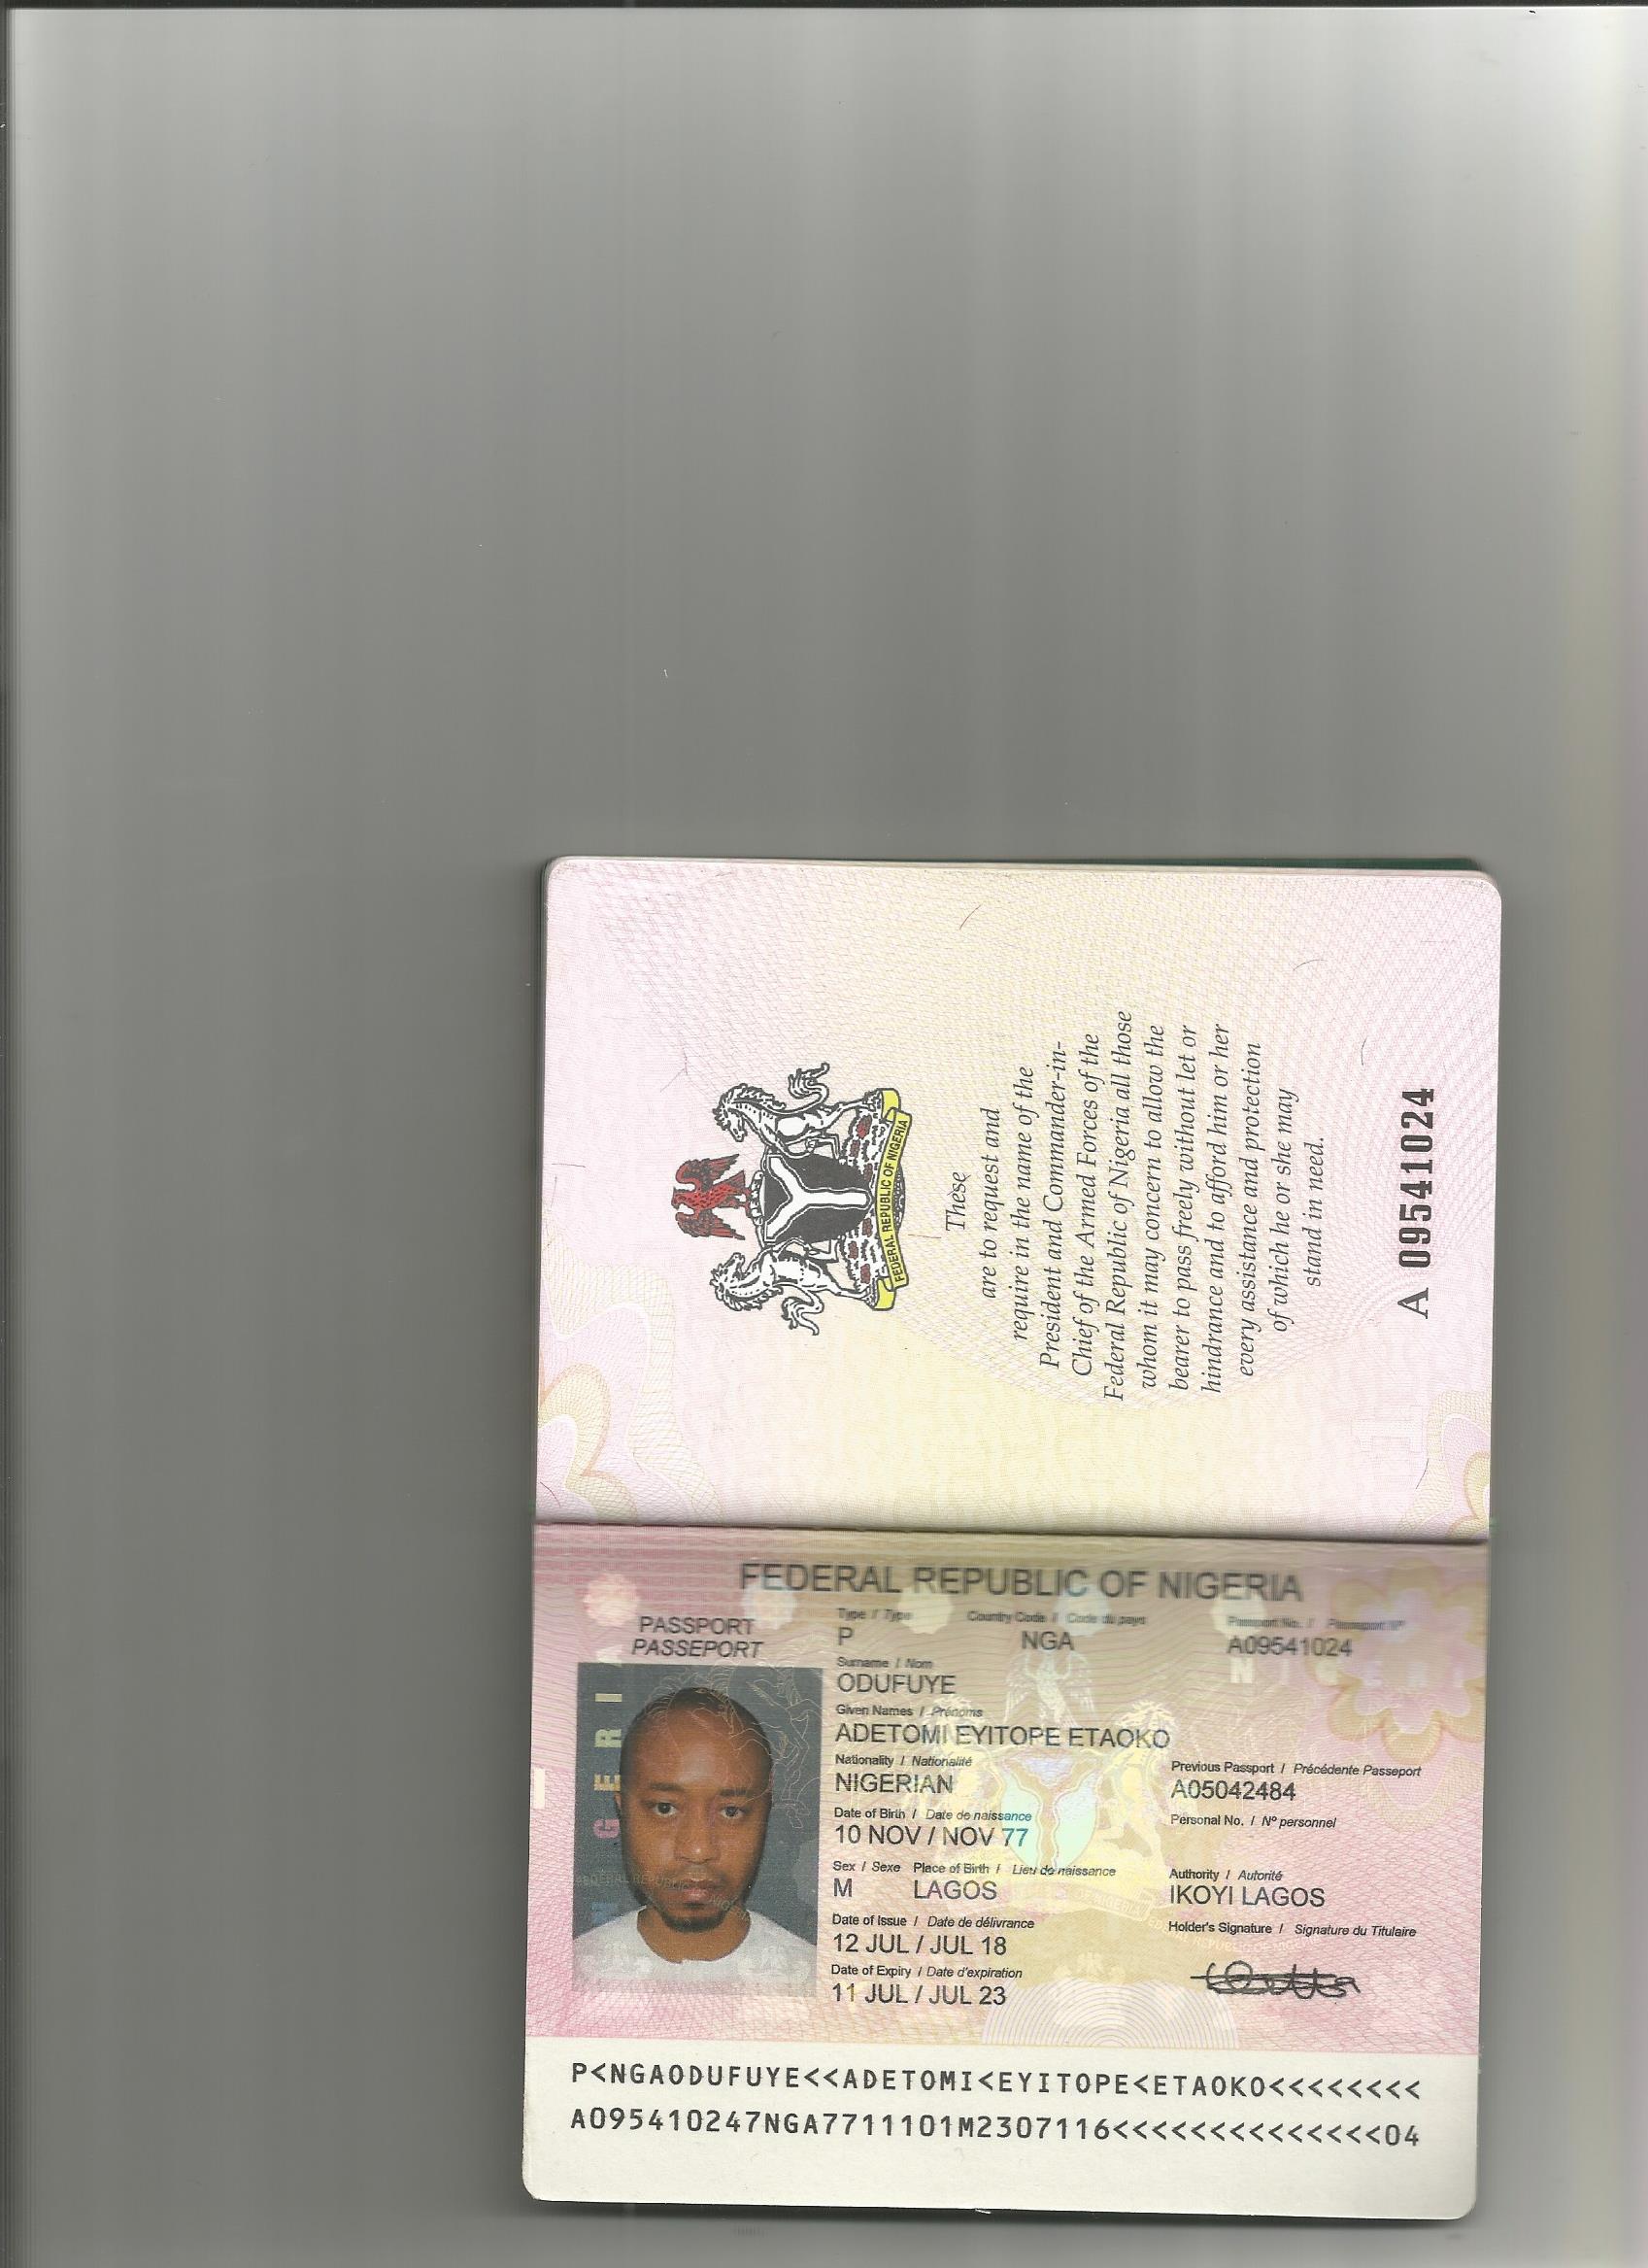 FEDERAL REPUBLIC OF NIGERIA
These
are to request and
require in the name of the
President and Commander-in-
Chief of the Armed Forces of the
Federal Republic of Nigeria all those
whom it may concern to allow the
bearer to pass freely without let or
hindrance and to afford him or her
every assistance and protection
of which he or she may
stand in need.
A 09541024
FEDERAL REPUBLIC OF NIGERIA
PASSPORT
PASSEPORT
Type / Type Country Code / Code du pays Passport No. / Passeport N°
P NGA A09541024
Surname / Nom
ODUFUYE
Given Names / Prénoms
ADETOMI EYITOPE ETAOKO
Nationality / Nationalité
NIGERIAN
Previous Passport / Précédente Passeport
A05042484
Date of Birth / Date de naissance
10 NOV / NOV 77
Personal No. / N° personnel
Sex / Sexe Place of Birth / Lieu de naissance
M LAGOS
Authority / Autorité
IKOYI LAGOS
Date of Issue / Date de délivrance
12 JUL / JUL 18
Holder's Signature / Signature du Titulaire
Date of Expiry / Date d'expiration
11 JUL / JUL 23
P<NGAODUFUYE<<ADETOMI<EYITOPE<ETAOKO<<<<<<<<
A095410247NGA7711101M2307116<<<<<<<<<<<<<<04